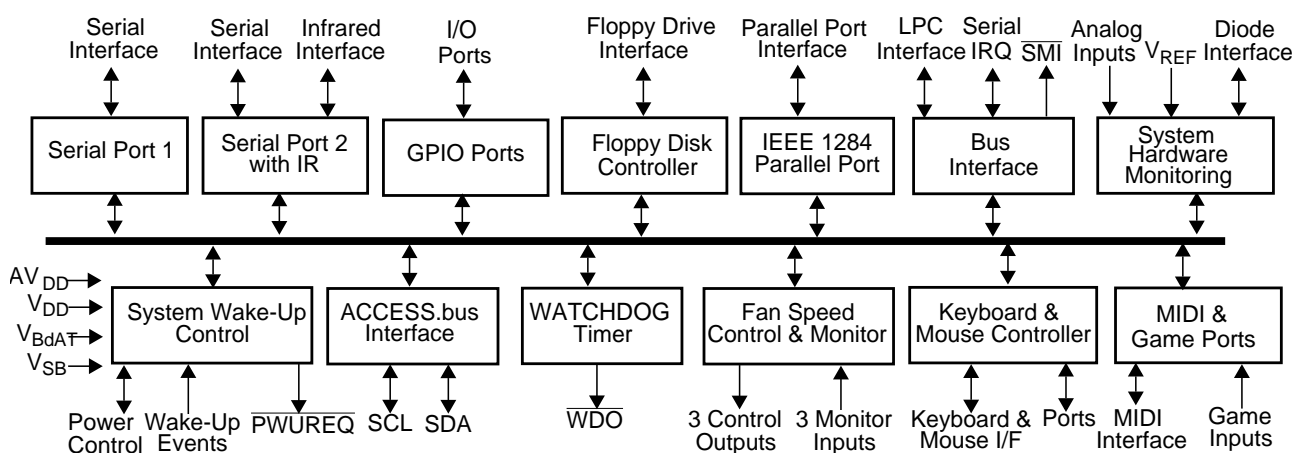 Serial Interface
Serial Interface
Infrared Interface
I/O Ports
Floppy Drive Interface
Parallel Port Interface
LPC Interface
Serial IRQ
SMI
Analog Inputs
VREF
Diode Interface
Serial Port 1
Serial Port 2 with IR
GPIO Ports
Floppy Disk Controller
IEEE 1284 Parallel Port
Bus Interface
System Hardware Monitoring
AVDD
VDD
VBdAT
VSB
System Wake-Up Control
ACCESS.bus Interface
WATCHDOG Timer
Fan Speed Control & Monitor
Keyboard & Mouse Controller
MIDI & Game Ports
Power Control
Wake-Up Events
PWUREQ
SCL
SDA
WDO
3 Control Outputs
3 Monitor Inputs
Keyboard & Mouse I/F
Ports
MIDI Interface
Game Inputs